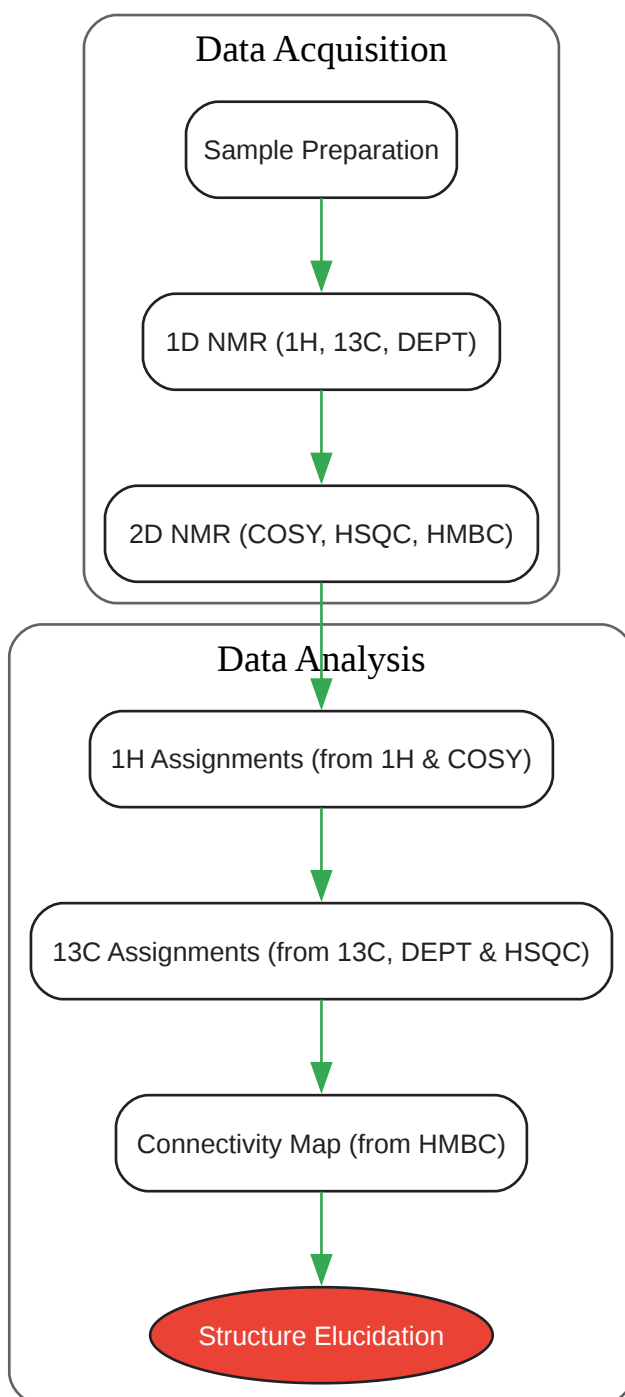 Data Acquisition
Sample Preparation
1D NMR (1H, 13C, DEPT)
2D NMR (COSY, HSQC, HMBC)
Data Analysis
1H Assignments (from 1H & COSY)
13C Assignments (from 13C, DEPT & HSQC)
Connectivity Map (from HMBC)
Structure Elucidation